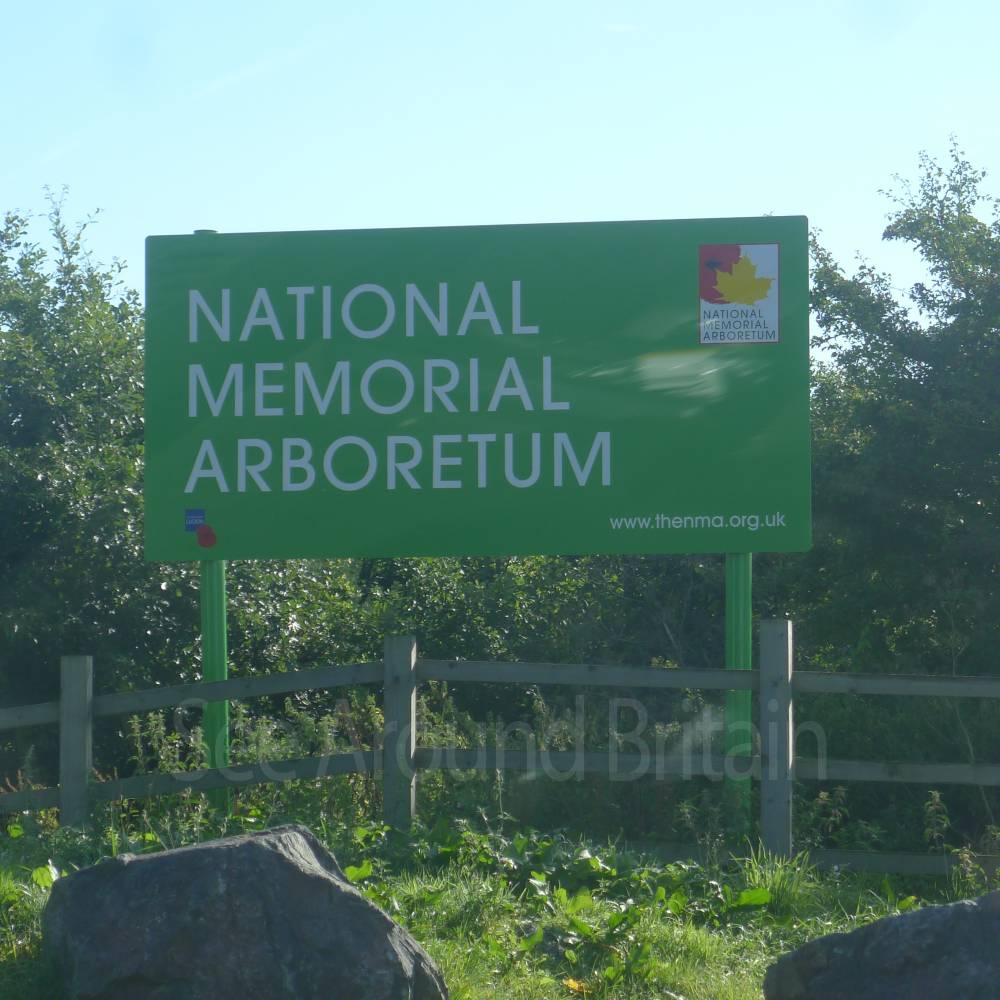 NATIONAL
MEMORIAL
ARBORETUM
NATIONAL
MEMORIAL
ARBORETUM
www.thenma.org.uk
See Around Britain